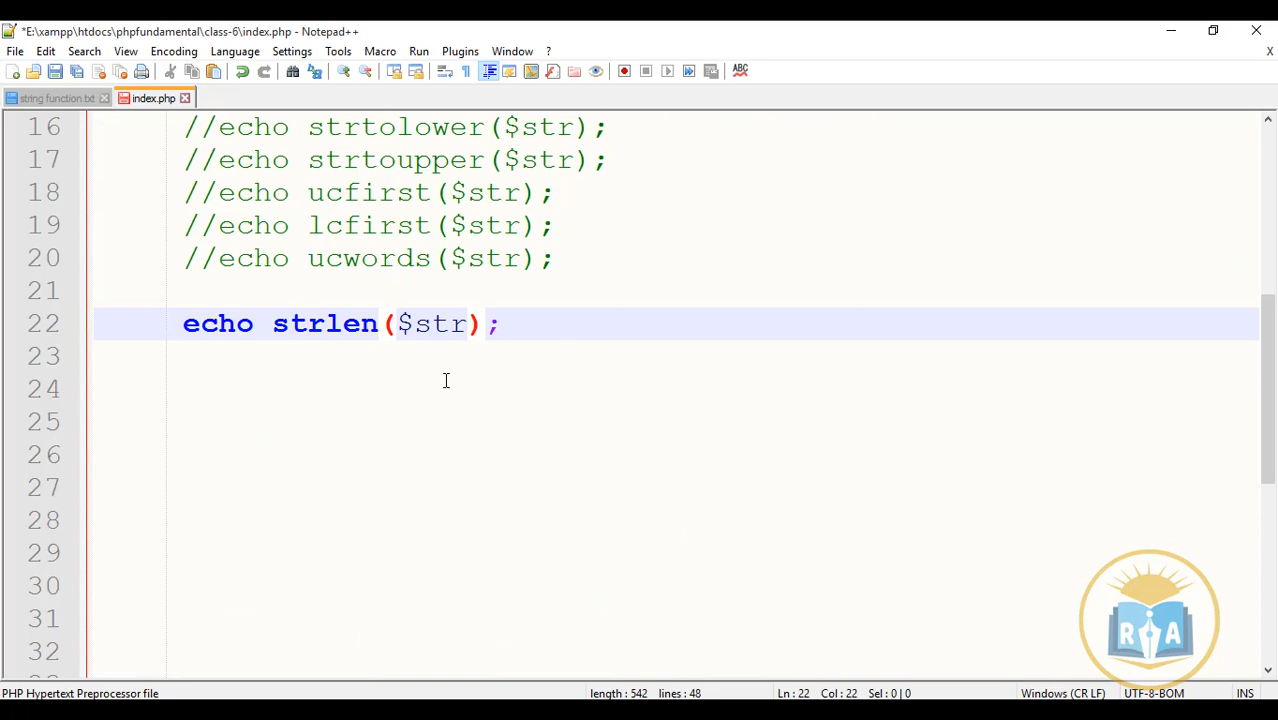 *E:\xampp\htdocs\phpfundamental\class-6\index.php - Notepad++
File Edit Search View Encoding Language Settings Tools Macro Run Plugins Window ? X
ABC
string function.txt index.php
16 //echo strtolower($str);
17 //echo strtoupper($str);
18 //echo ucfirst($str);
19 //echo lcfirst($str);
20 //echo ucwords($str);
21
22 echo strlen($str);
23
24
25
26
27
28
29
30
31
32
R A
PHP Hypertext Preprocessor file length : 542 lines : 48 Ln : 22 Col : 22 Sel : 0 | 0 Windows (CR LF) UTF-8-BOM INS